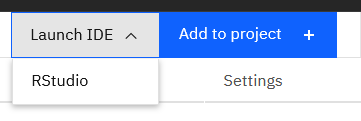 Launch IDE
Add to project +
RStudio
Settings